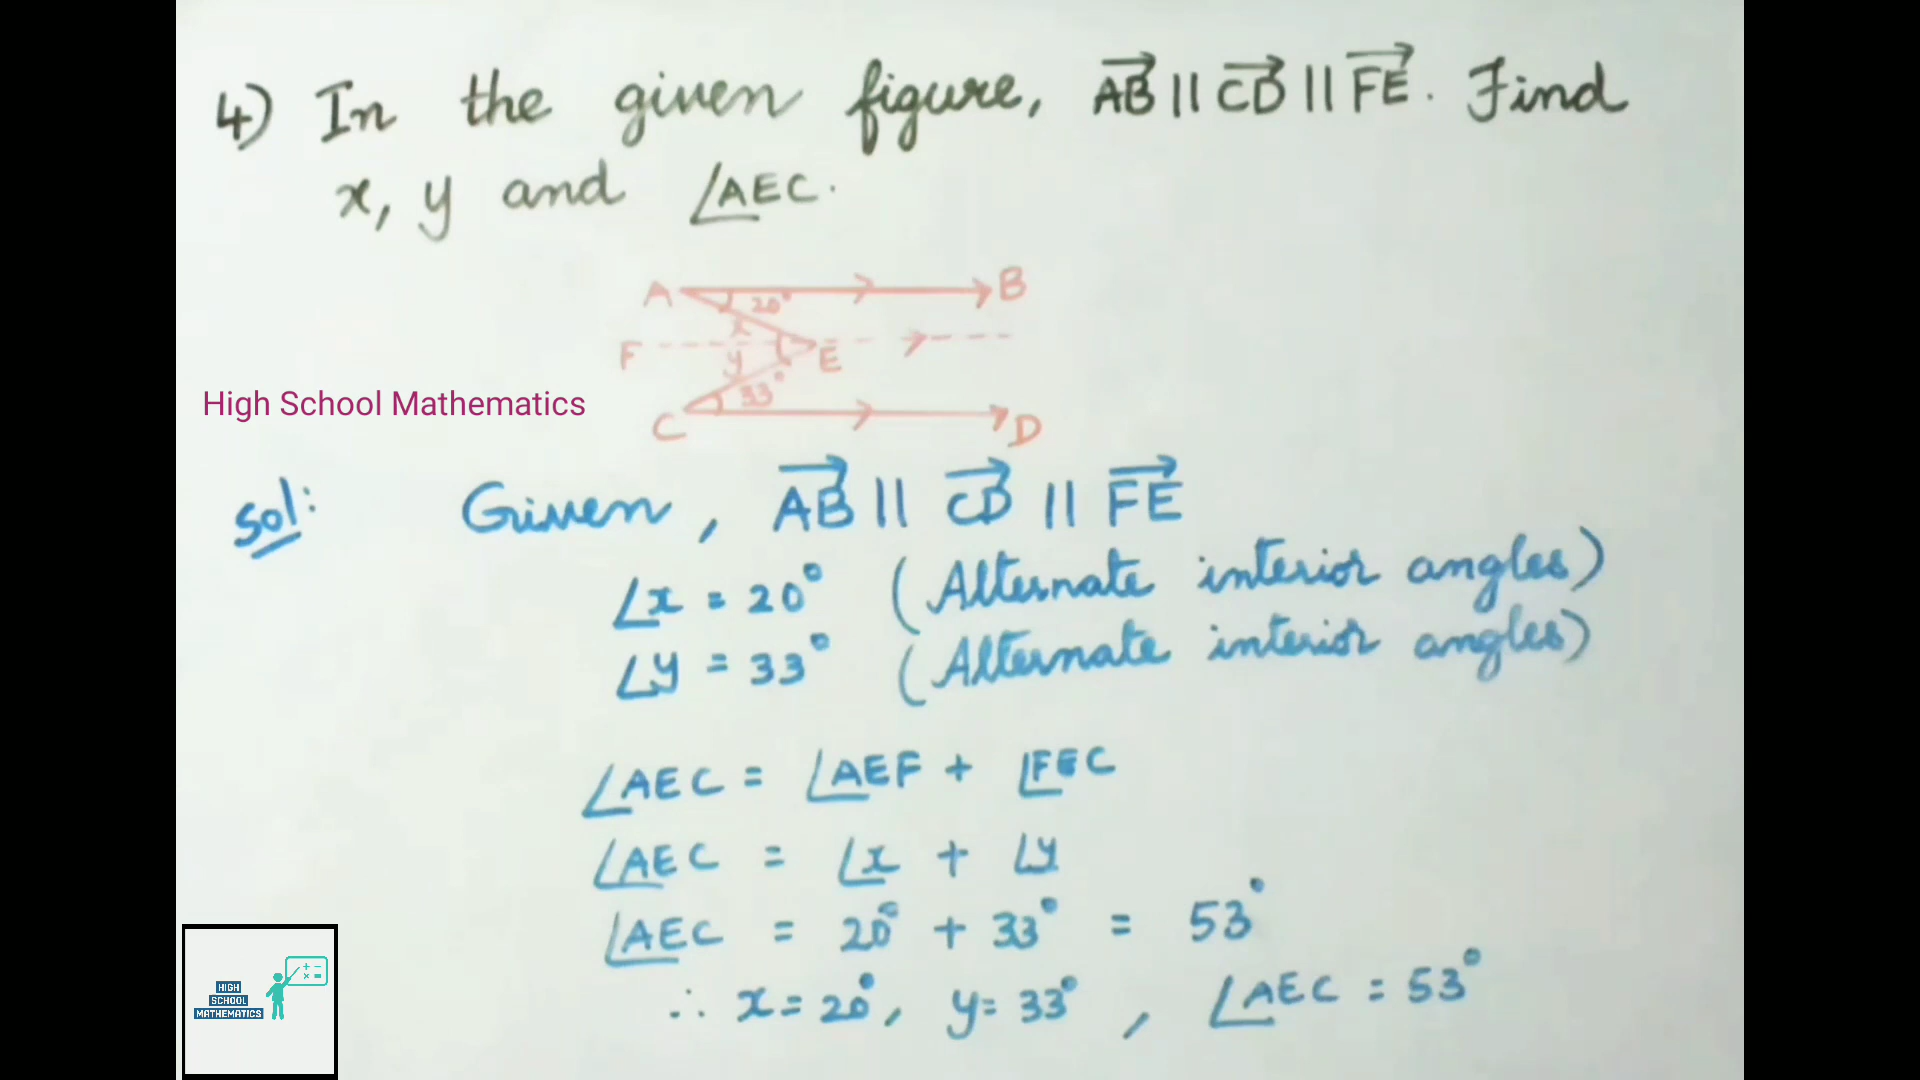 4) In the given figure, AB || CD || FE. Find
x, y and ∠AEC.
A B
20°
x
F E
y
33°
C D
High School Mathematics
Sol: Given, AB || CD || FE
∠x = 20° (Alternate interior angles)
∠y = 33° (Alternate interior angles)
∠AEC = ∠AEF + ∠FEC
∠AEC = ∠x + ∠y
∠AEC = 20° + 33° = 53°
∴ x = 20°, y = 33°, ∠AEC = 53°
HIGH
SCHOOL
MATHEMATICS